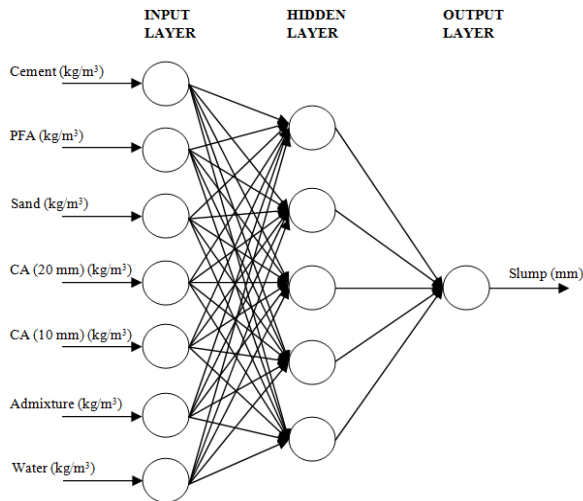 INPUT
LAYER
HIDDEN
LAYER
OUTPUT
LAYER
Cement (kg/m³)
PFA (kg/m³)
Sand (kg/m³)
CA (20 mm) (kg/m³)
CA (10 mm) (kg/m³)
Admixture (kg/m³)
Water (kg/m³)
Slump (mm)